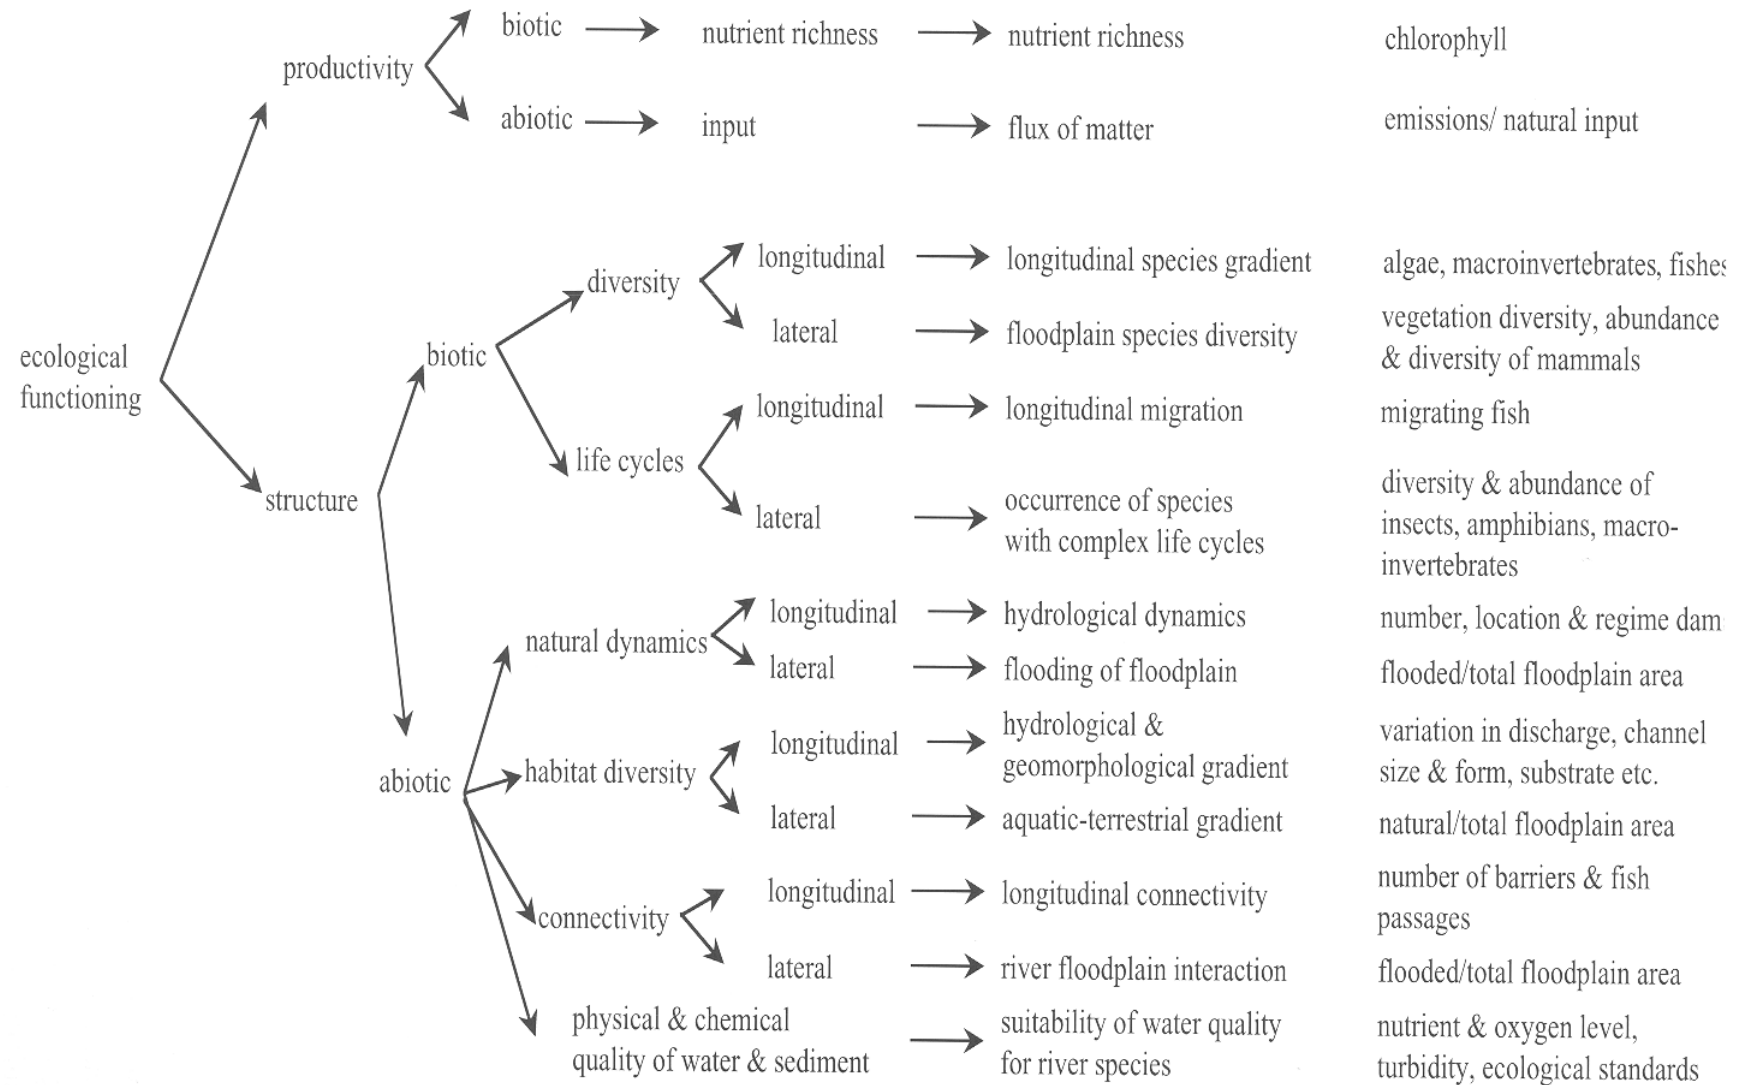 biotic
nutrient richness
nutrient richness
chlorophyll
productivity
abiotic
input
flux of matter
emissions/ natural input
longitudinal
longitudinal species gradient
algae, macroinvertebrates, fishes
diversity
lateral
floodplain species diversity
vegetation diversity, abundance
& diversity of mammals
ecological
functioning
biotic
longitudinal
longitudinal migration
migrating fish
life cycles
structure
lateral
occurrence of species
with complex life cycles
diversity & abundance of
insects, amphibians, macro-
invertebrates
longitudinal
hydrological dynamics
number, location & regime dam
natural dynamics
lateral
flooding of floodplain
flooded/total floodplain area
longitudinal
hydrological &
geomorphological gradient
variation in discharge, channel
size & form, substrate etc.
abiotic
habitat diversity
lateral
aquatic-terrestrial gradient
natural/total floodplain area
longitudinal
longitudinal connectivity
number of barriers & fish
passages
connectivity
lateral
river floodplain interaction
flooded/total floodplain area
physical & chemical
quality of water & sediment
suitability of water quality
for river species
nutrient & oxygen level,
turbidity, ecological standards